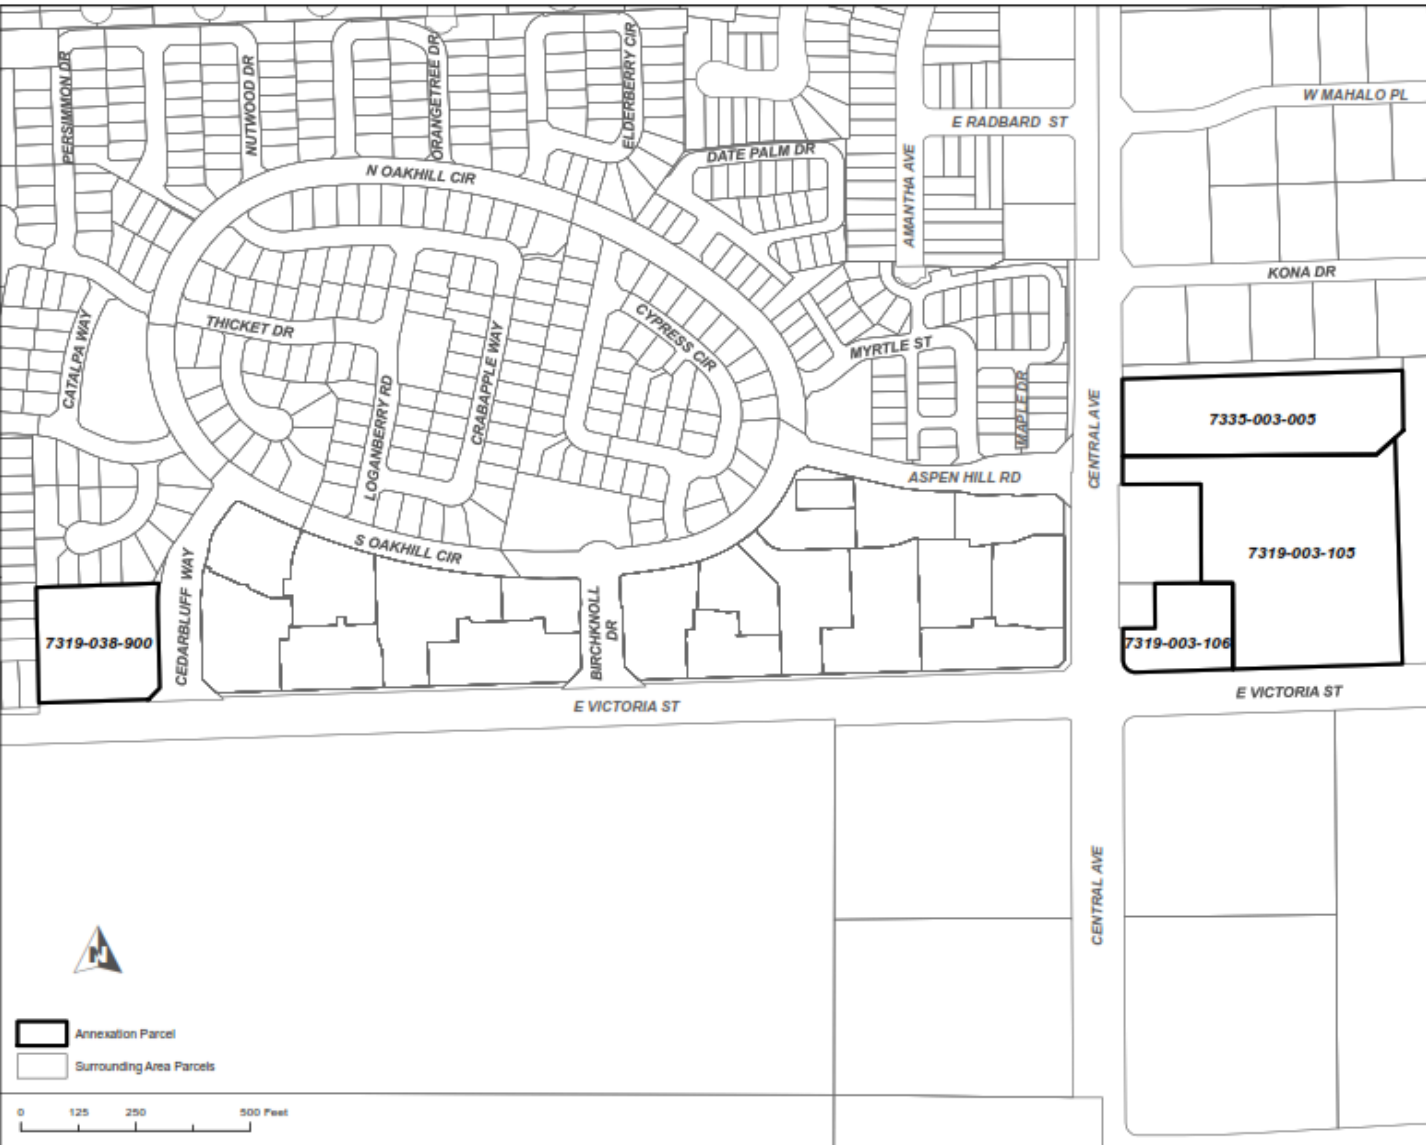 PERSIMMON DR
NUTWOOD DR
ORANGETREE DR
ELDERBERRY CIR
W MAHALO PL
E RADBARD ST
DATE PALM DR
AMANTHA AVE
N OAKHILL CIR
KONA DR
THICKET DR
CATALPA WAY
CYPRESS CIR
CRABAPPLE WAY
MYRTLE ST
LOGANBERRY RD
MAPLE DR
CENTRAL AVE
7335-003-005
ASPEN HILL RD
S OAKHILL CIR
7319-003-105
CEDARBLUFF WAY
BIRCHKNOLL
DR
7319-038-900
7319-003-106
E VICTORIA ST
E VICTORIA ST
CENTRAL AVE
N
Annexation Parcel
Surrounding Area Parcels
0 125 250 500 Feet